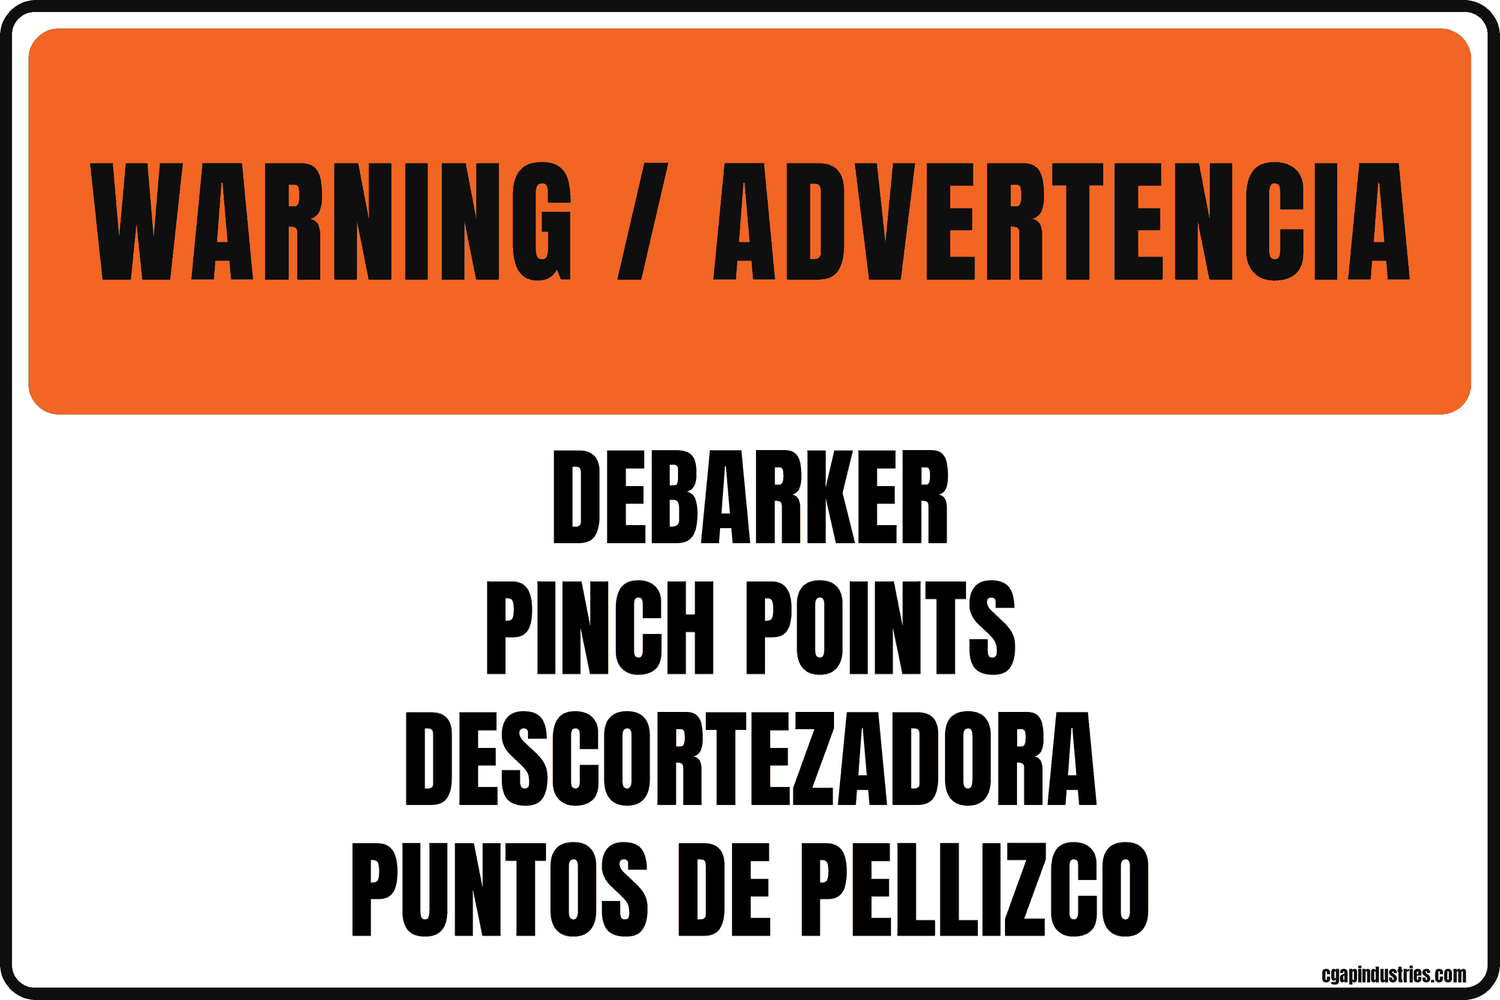 WARNING / ADVERTENCIA
DEBARKER
PINCH POINTS
DESCORTEZADORA
PUNTOS DE PELLIZCO
cgapindustries.com